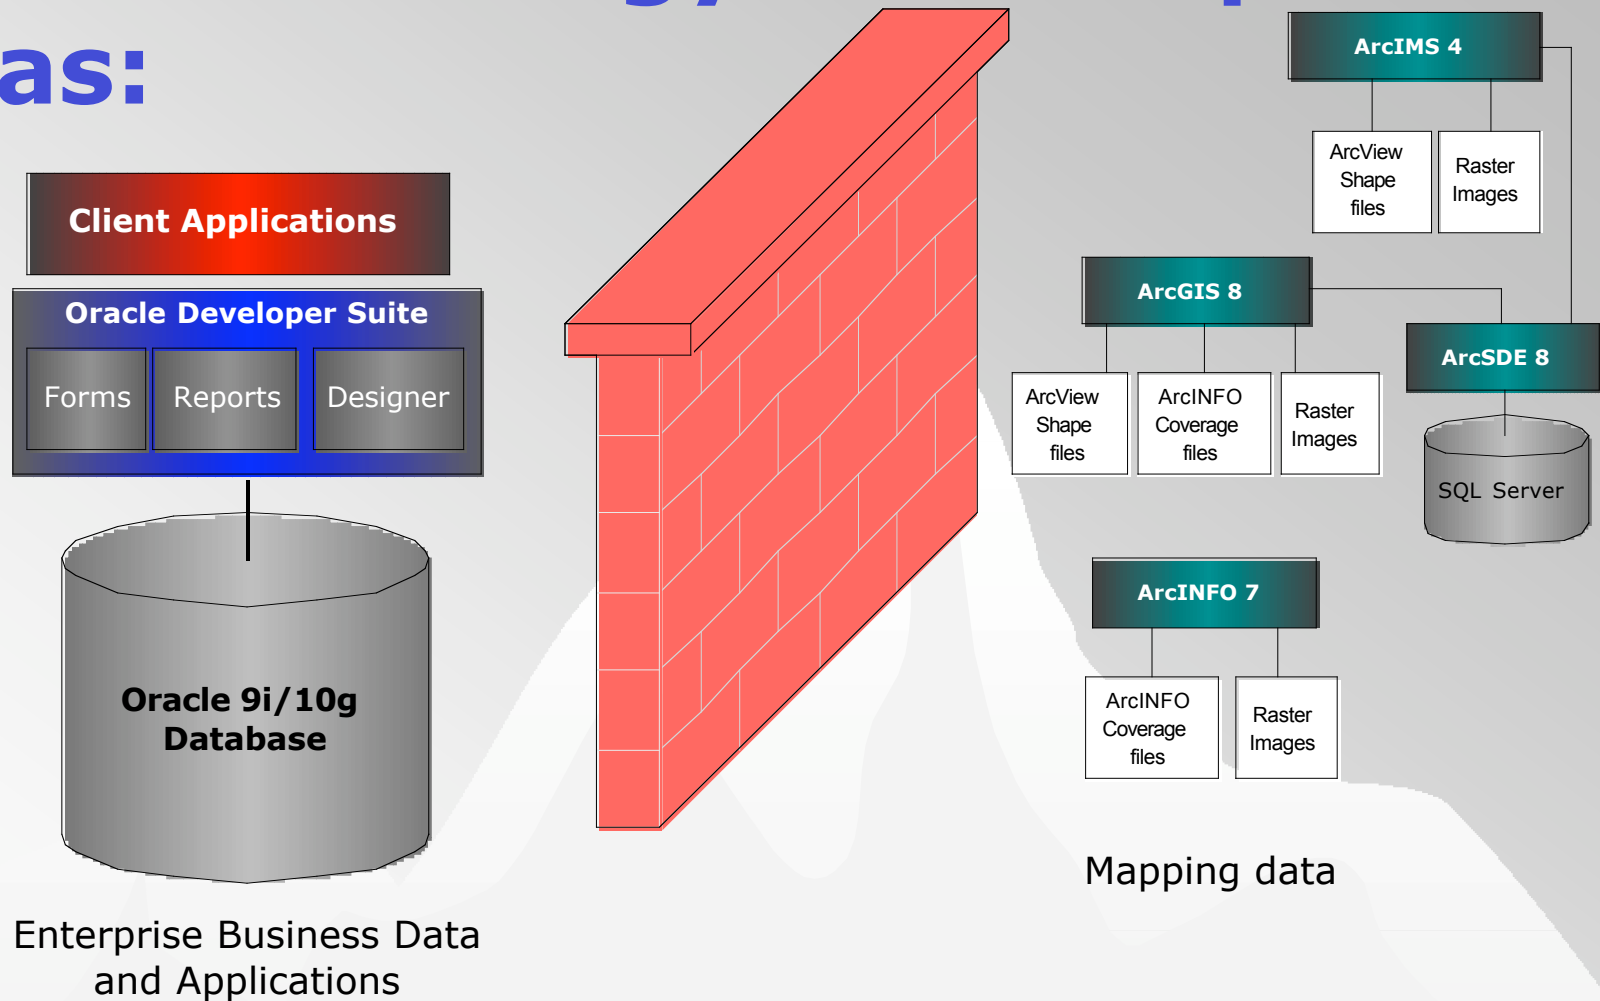 as:
Client Applications
Oracle Developer Suite
Forms
Reports
Designer
Oracle 9i/10g
Database
Enterprise Business Data
and Applications
ArcIMS 4
ArcView
Shape
files
Raster
Images
ArcGIS 8
ArcView
Shape
files
ArcINFO
Coverage
files
Raster
Images
ArcSDE 8
SQL Server
ArcINFO 7
ArcINFO
Coverage
files
Raster
Images
Mapping data